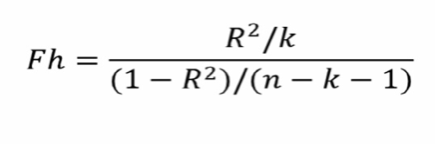 Fh = R²/k / (1 − R²)/(n − k − 1)